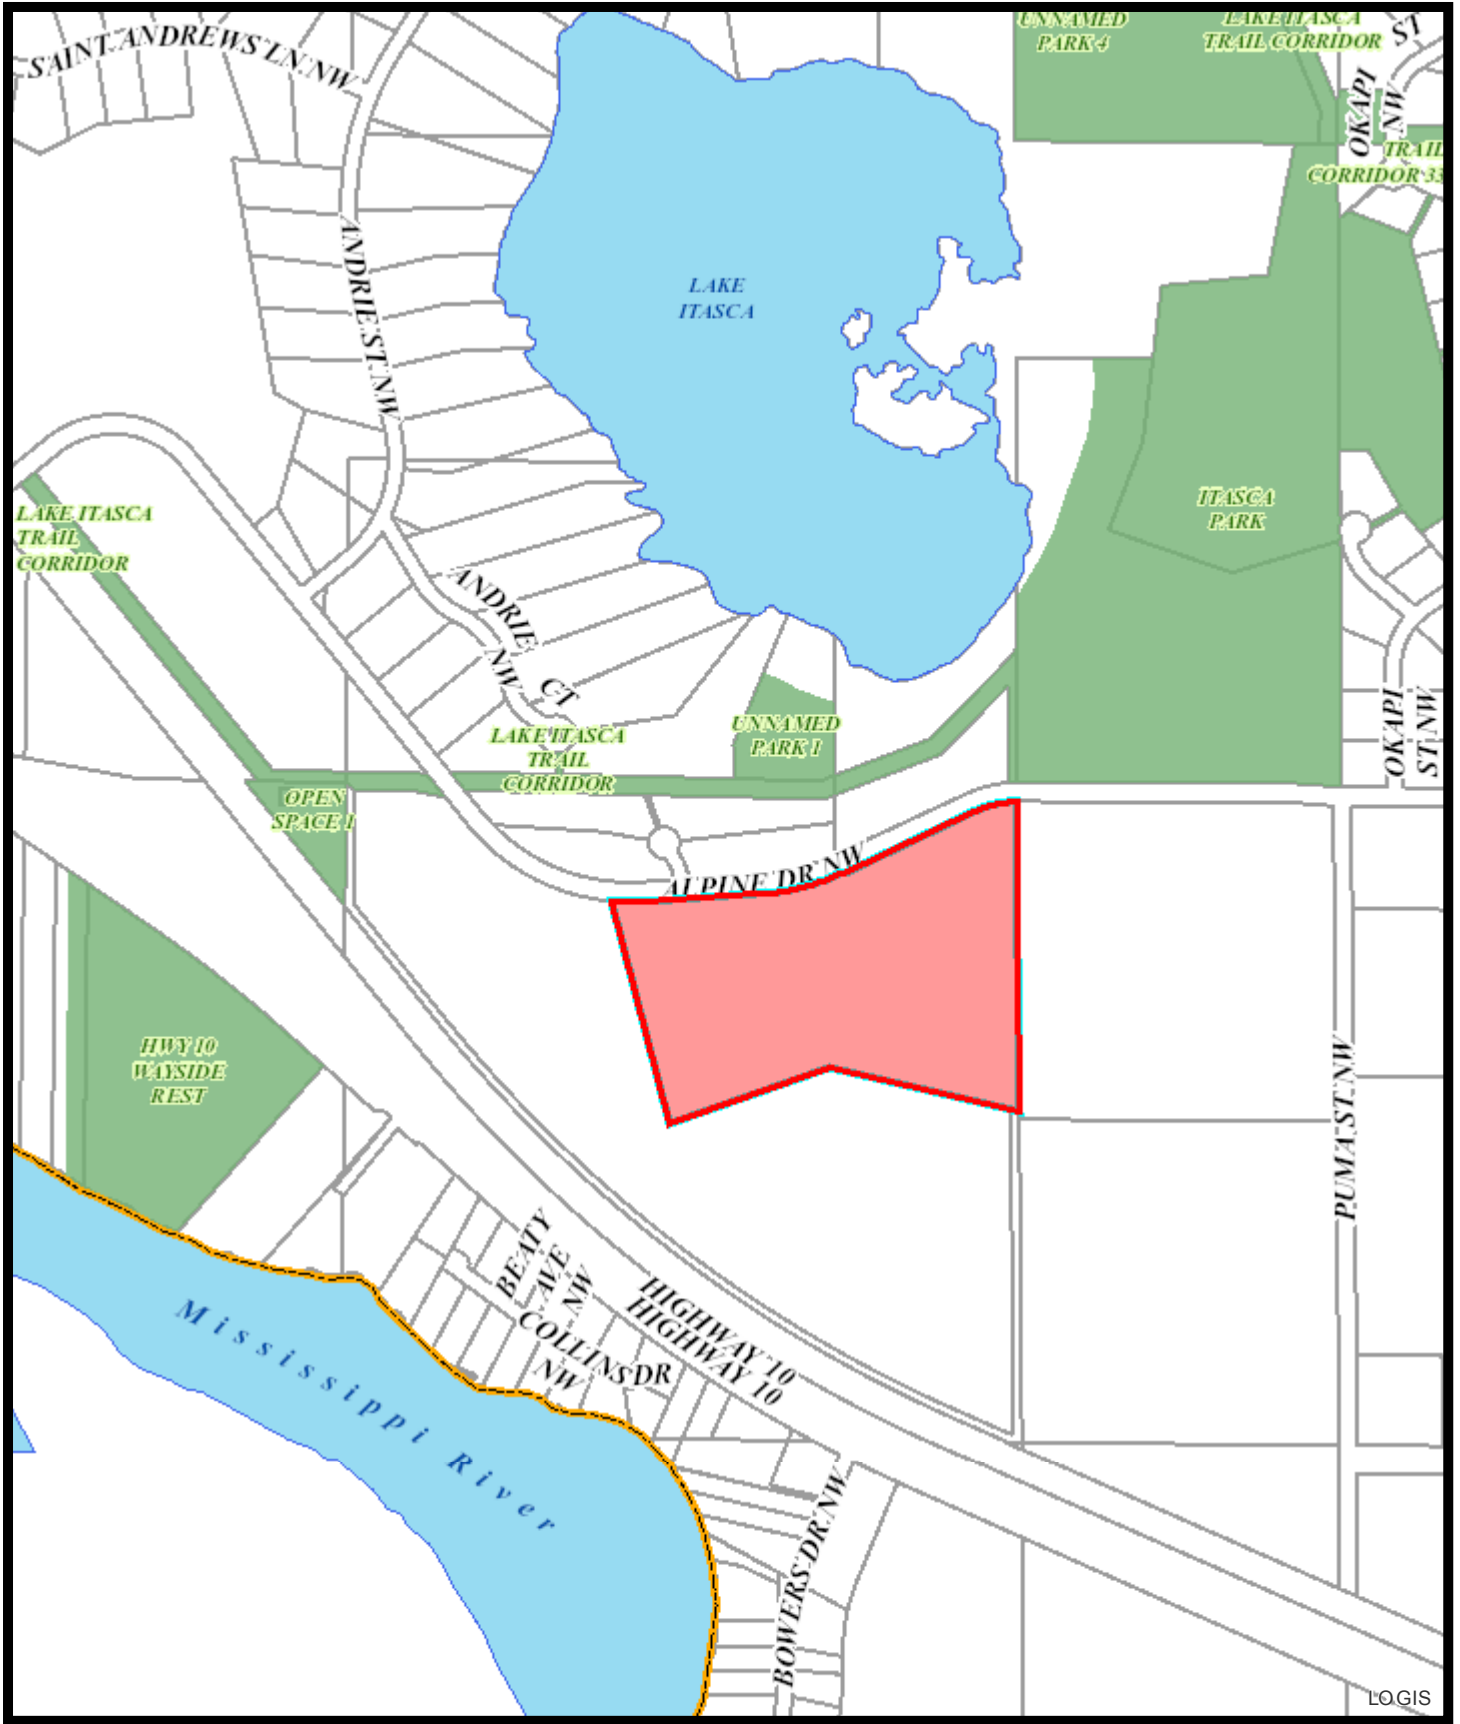 UNNAMED
PARK 4
LAKE ITASCA
TRAIL CORRIDOR
ST
SAINT ANDREWS LN NW
OKAPI
NW
TRAIL
CORRIDOR 33
ANDRIE ST NW
LAKE
ITASCA
ITASCA
PARK
LAKE ITASCA
TRAIL
CORRIDOR
ANDRIE
NW
CT
OKAPI
ST NW
UNNAMED
PARK 1
LAKE ITASCA
TRAIL
CORRIDOR
OPEN
SPACE 1
ALPINE DR NW
HWY 10
WAYSIDE
REST
PUMA ST NW
BEATY
AVE
NW
HIGHWAY 10
HIGHWAY 10
COLLINS DR
NW
Mississippi River
BOWERS DR NW
LOGIS